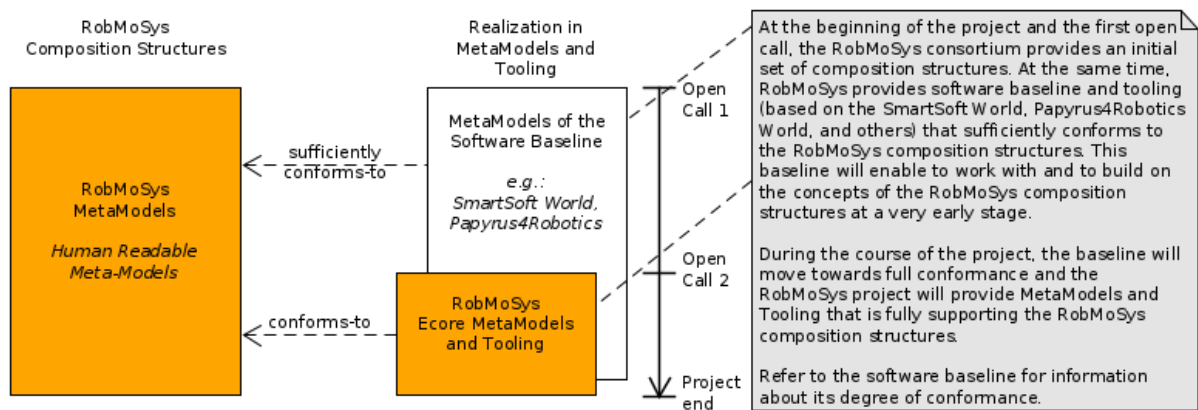 RobMoSys
Composition Structures
RobMoSys
MetaModels
Human Readable
Meta-Models
sufficiently
conforms-to
conforms-to
Realization in
MetaModels and
Tooling
MetaModels of the
Software Baseline
e.g.:
SmartSoft World,
Papyrus4Robotics
RobMoSys
Ecore MetaModels
and Tooling
Open
Call 1
Open
Call 2
Project
end
At the beginning of the project and the first open
call, the RobMoSys consortium provides an initial
set of composition structures. At the same time,
RobMoSys provides software baseline and tooling
(based on the SmartSoft World, Papyrus4Robotics
World, and others) that sufficiently conforms to
the RobMoSys composition structures. This
baseline will enable to work with and to build on
the concepts of the RobMoSys composition
structures at a very early stage.
During the course of the project, the baseline will
move towards full conformance and the
RobMoSys project will provide MetaModels and
Tooling that is fully supporting the RobMoSys
composition structures.
Refer to the software baseline for information
about its degree of conformance.